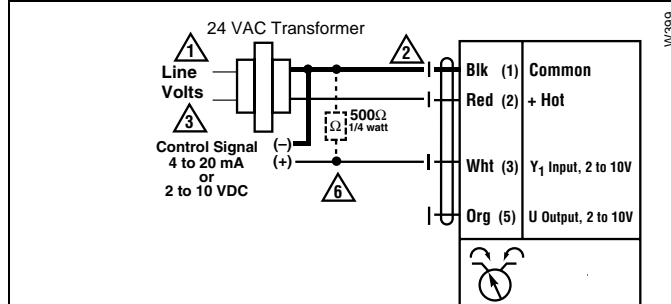 W399
24 VAC Transformer
1
2
Line
Volts
3
Blk (1) Common
Red (2) + Hot
500Ω
Ω 1/4 watt
Control Signal (–)
4 to 20 mA (+)
or
2 to 10 VDC
6
Wht (3) Y1 Input, 2 to 10V
Org (5) U Output, 2 to 10V